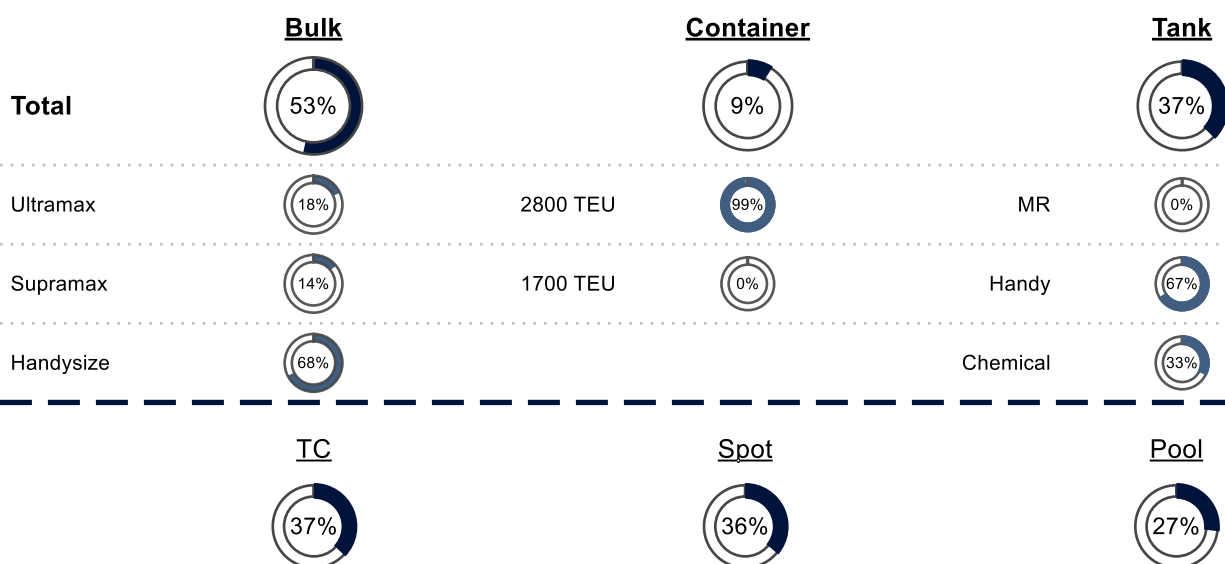 Bulk Container Tank
Total 53% 9% 37%
Ultramax 18% 2800 TEU 99% MR 0%
Supramax 14% 1700 TEU 0% Handy 67%
Handysize 68% Chemical 33%
TC Spot Pool
37% 36% 27%